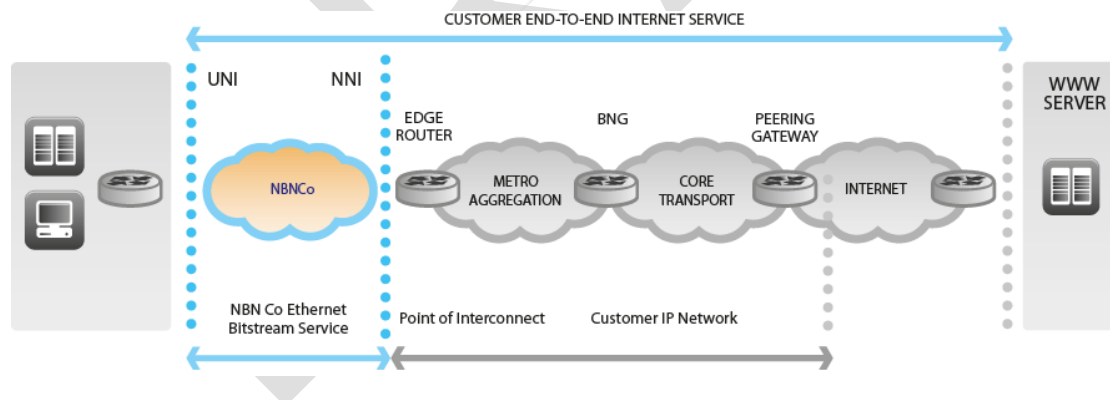 CUSTOMER END-TO-END INTERNET SERVICE
UNI
NNI
WWW
SERVER
EDGE
ROUTER
BNG
PEERING
GATEWAY
NBNCo
METRO
AGGREGATION
CORE
TRANSPORT
INTERNET
NBN Co Ethernet
Bitstream Service
Point of Interconnect
Customer IP Network